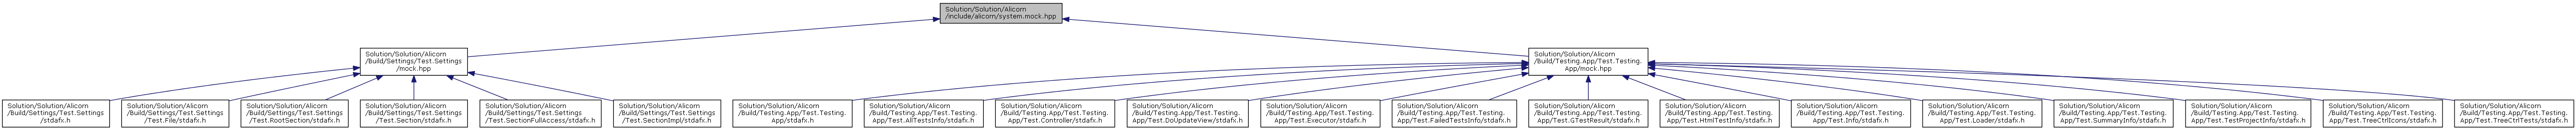 Solution/Solution/Alicorn
/include/alicorn/system.mock.hpp
Solution/Solution/Alicorn
/Build/Settings/Test.Settings
/mock.hpp
Solution/Solution/Alicorn
/Build/Testing.App/Test.Testing.
App/mock.hpp
Solution/Solution/Alicorn
/Build/Settings/Test.Settings
/stdafx.h
Solution/Solution/Alicorn
/Build/Settings/Test.Settings
/Test.File/stdafx.h
Solution/Solution/Alicorn
/Build/Settings/Test.Settings
/Test.RootSection/stdafx.h
Solution/Solution/Alicorn
/Build/Settings/Test.Settings
/Test.Section/stdafx.h
Solution/Solution/Alicorn
/Build/Settings/Test.Settings
/Test.SectionFullAccess/stdafx.h
Solution/Solution/Alicorn
/Build/Settings/Test.Settings
/Test.SectionImpl/stdafx.h
Solution/Solution/Alicorn
/Build/Testing.App/Test.Testing.
App/stdafx.h
Solution/Solution/Alicorn
/Build/Testing.App/Test.Testing.
App/Test.AllTestsInfo/stdafx.h
Solution/Solution/Alicorn
/Build/Testing.App/Test.Testing.
App/Test.Controller/stdafx.h
Solution/Solution/Alicorn
/Build/Testing.App/Test.Testing.
App/Test.DoUpdateView/stdafx.h
Solution/Solution/Alicorn
/Build/Testing.App/Test.Testing.
App/Test.Executor/stdafx.h
Solution/Solution/Alicorn
/Build/Testing.App/Test.Testing.
App/Test.FailedTestsInfo/stdafx.h
Solution/Solution/Alicorn
/Build/Testing.App/Test.Testing.
App/Test.GTestResult/stdafx.h
Solution/Solution/Alicorn
/Build/Testing.App/Test.Testing.
App/Test.HtmlTestInfo/stdafx.h
Solution/Solution/Alicorn
/Build/Testing.App/Test.Testing.
App/Test.Info/stdafx.h
Solution/Solution/Alicorn
/Build/Testing.App/Test.Testing.
App/Test.Loader/stdafx.h
Solution/Solution/Alicorn
/Build/Testing.App/Test.Testing.
App/Test.SummaryInfo/stdafx.h
Solution/Solution/Alicorn
/Build/Testing.App/Test.Testing.
App/Test.TestProjectInfo/stdafx.h
Solution/Solution/Alicorn
/Build/Testing.App/Test.Testing.
App/Test.TreeCtrlIcons/stdafx.h
Solution/Solution/Alicorn
/Build/Testing.App/Test.Testing.
App/Test.TreeCtrlTests/stdafx.h